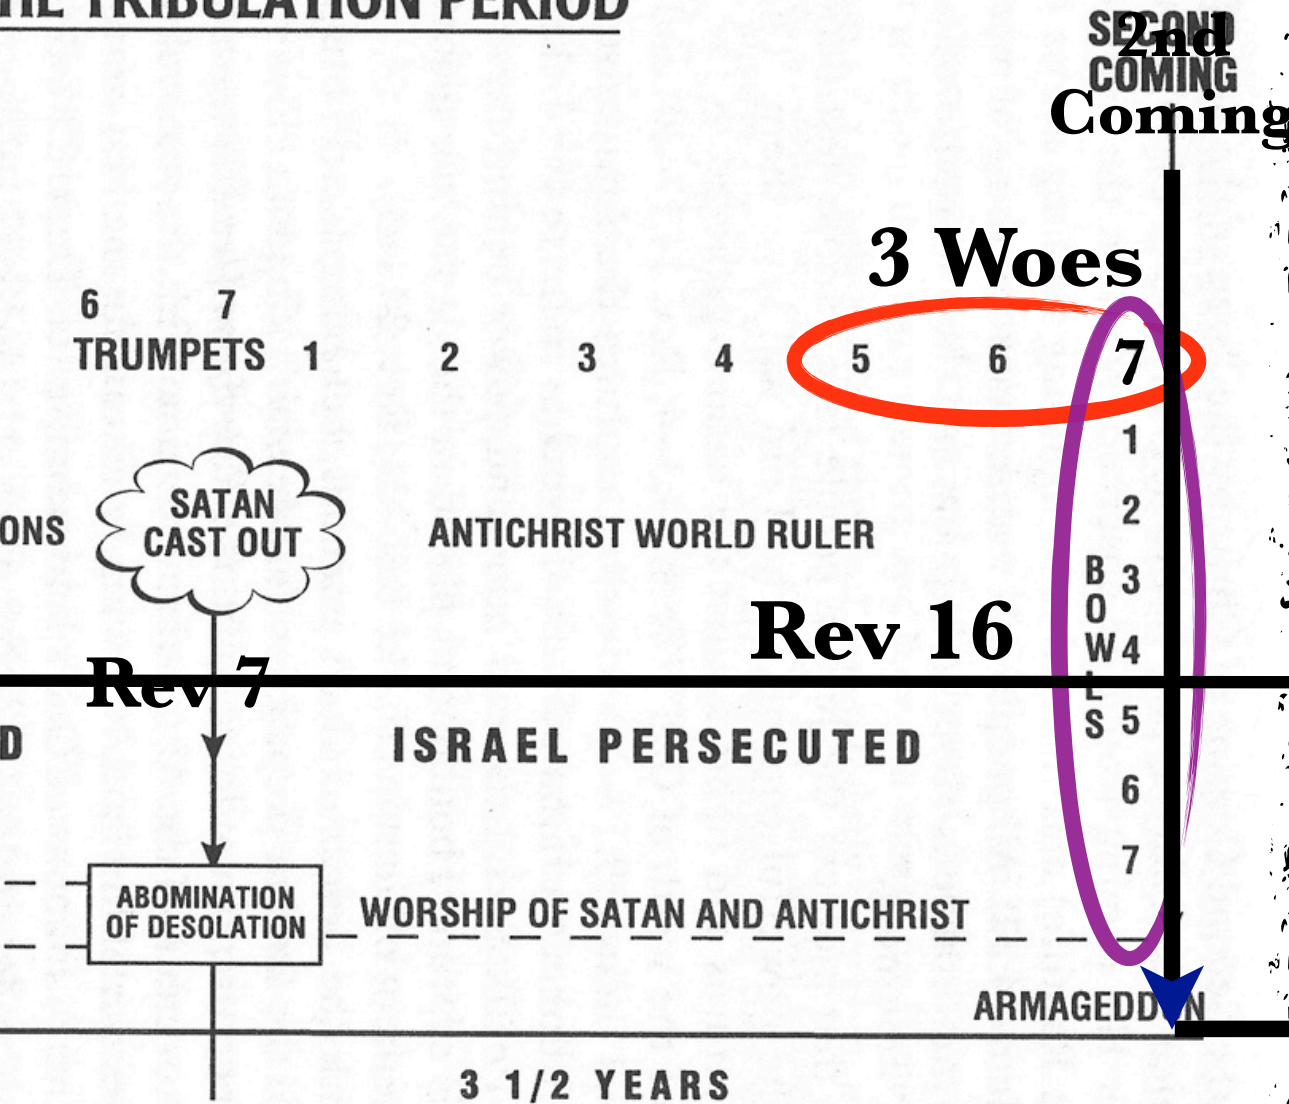 THE TRIBULATION PERIOD
SECOND
COMING
2nd
Coming
3 Woes
6 7
TRUMPETS 1 2 3 4 5 6 7
1
2
3
4
5
6
7
BOWLS
SATAN
CAST OUT
ONS
ANTICHRIST WORLD RULER
Rev 16
Rev 7
D
ISRAEL PERSECUTED
ABOMINATION
OF DESOLATION
WORSHIP OF SATAN AND ANTICHRIST
ARMAGEDDON
3 1/2 YEARS